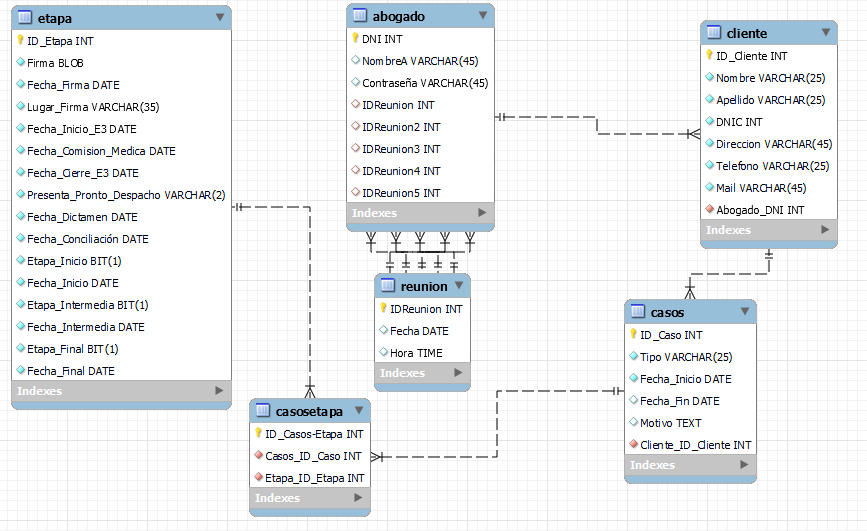 etapa
ID_Etapa INT
Firma BLOB
Fecha_Firma DATE
Lugar_Firma VARCHAR(35)
Fecha_Inicio_E3 DATE
Fecha_Comision_Medica DATE
Fecha_Cierre_E3 DATE
Presenta_Pronto_Despacho VARCHAR(2)
Fecha_Dictamen DATE
Fecha_Conciliación DATE
Etapa_Inicio BIT(1)
Fecha_Inicio DATE
Etapa_Intermedia BIT(1)
Fecha_Intermedia DATE
Etapa_Final BIT(1)
Fecha_Final DATE
Indexes
abogado
DNI INT
NombreA VARCHAR(45)
Contraseña VARCHAR(45)
IDReunion INT
IDReunion2 INT
IDReunion3 INT
IDReunion4 INT
IDReunion5 INT
Indexes
cliente
ID_Cliente INT
Nombre VARCHAR(25)
Apellido VARCHAR(25)
DNIC INT
Direccion VARCHAR(45)
Telefono VARCHAR(25)
Mail VARCHAR(45)
Abogado_DNI INT
Indexes
reunion
IDReunion INT
Fecha DATE
Hora TIME
Indexes
casos
ID_Caso INT
Tipo VARCHAR(25)
Fecha_Inicio DATE
Fecha_Fin DATE
Motivo TEXT
Cliente_ID_Cliente INT
Indexes
casosetapa
ID_Casos-Etapa INT
Casos_ID_Caso INT
Etapa_ID_Etapa INT
Indexes